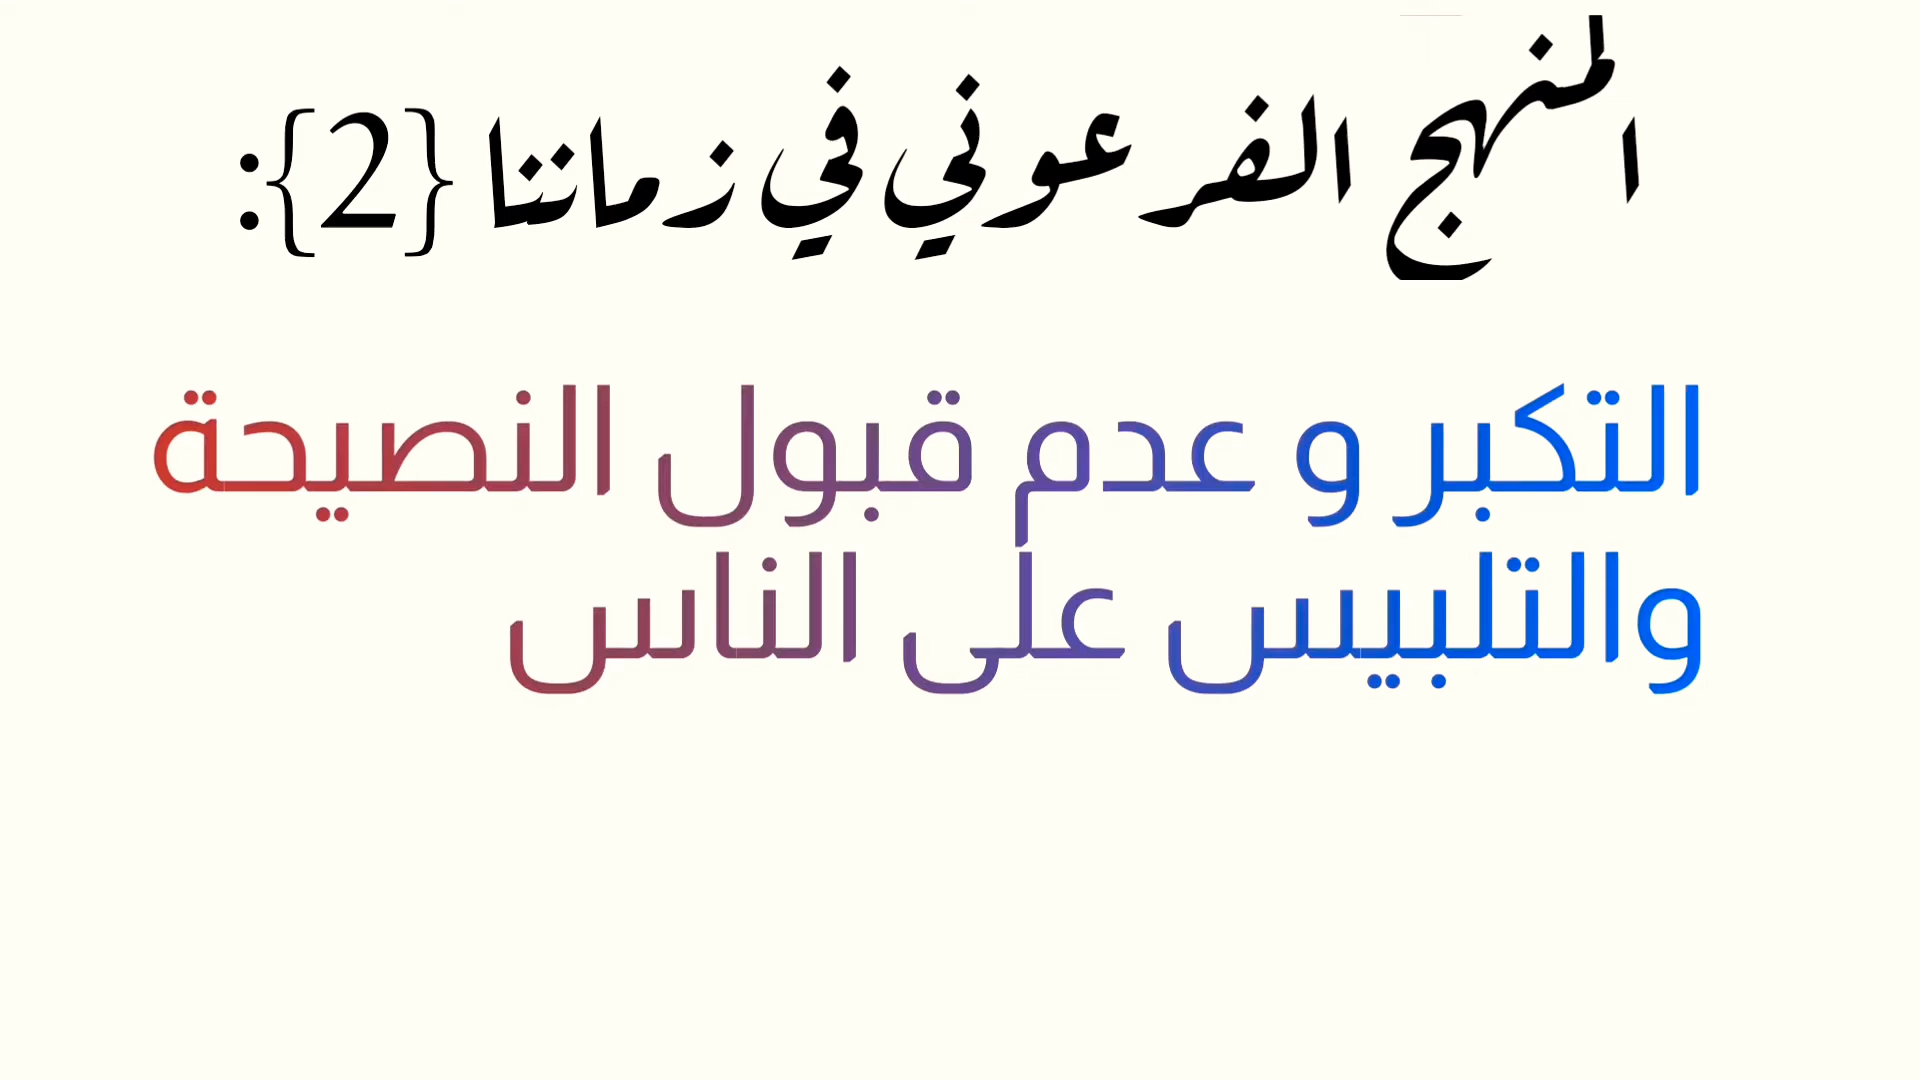 المنهج الفرعوني في زماننا {2}:
التكبر و عدم قبول النصيحة
والتلبيس على الناس